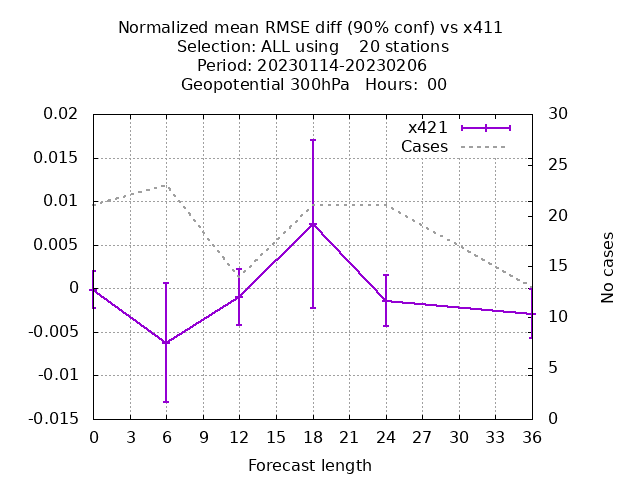 Normalized mean RMSE diff (90% conf) vs x411
Selection: ALL using    20 stations
Period: 20230114-20230206
Geopotential 300hPa   Hours:  00
0.02
0.015
0.01
0.005
0
-0.005
-0.01
-0.015
x421
Cases
30
25
20
15
10
5
0
No cases
0 3 6 9 12 15 18 21 24 27 30 33 36
Forecast length